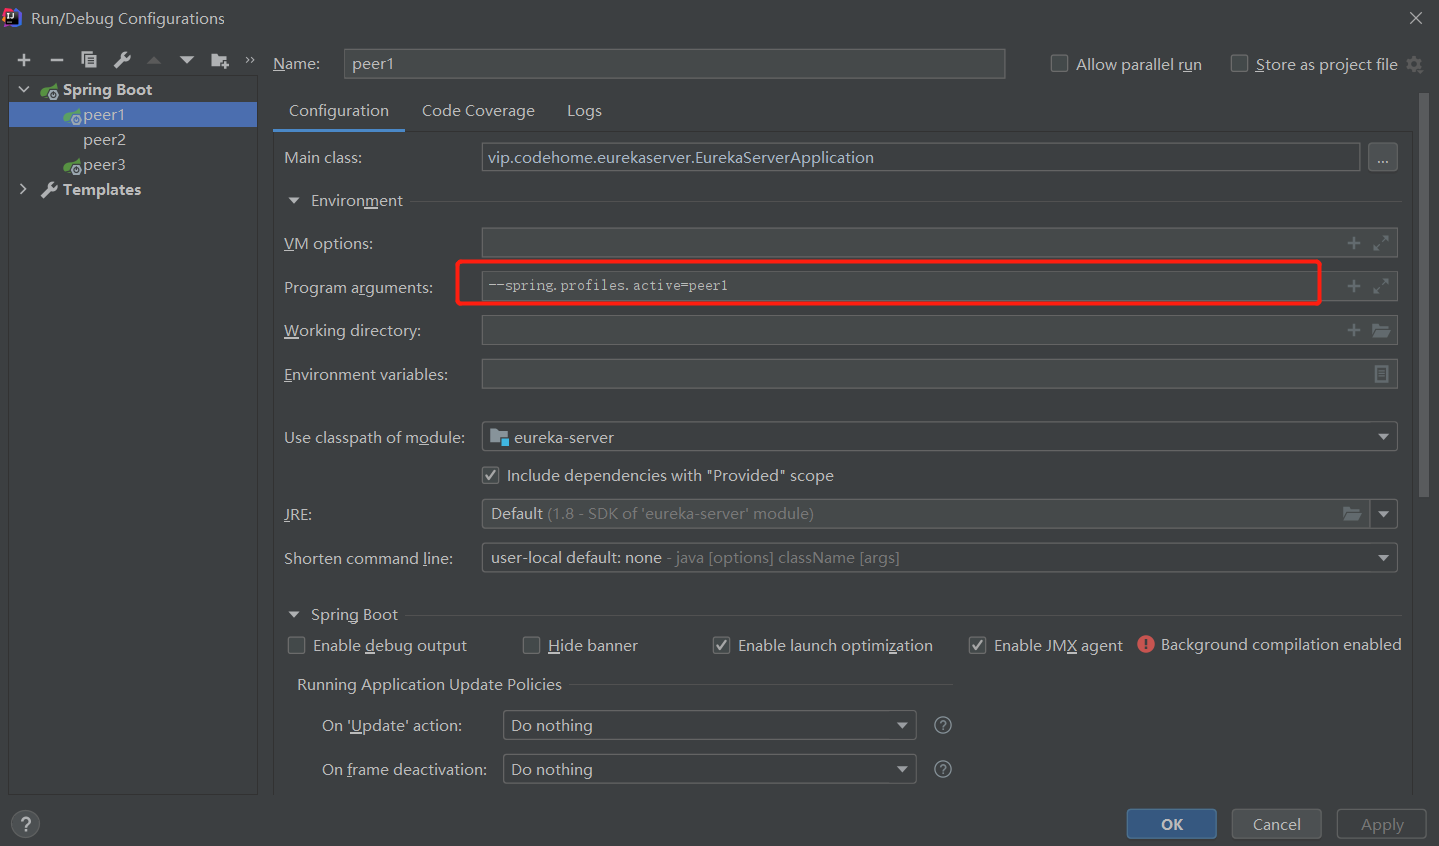 Run/Debug Configurations
Name:
peer1
Allow parallel run
Store as project file
Spring Boot
peer1
peer2
peer3
Templates
Configuration
Code Coverage
Logs
Main class:
vip.codehome.eurekaserver.EurekaServerApplication
...
Environment
VM options:
Program arguments:
--spring.profiles.active=peer1
Working directory:
Environment variables:
Use classpath of module:
eureka-server
Include dependencies with "Provided" scope
JRE:
Default (1.8 - SDK of 'eureka-server' module)
Shorten command line:
user-local default: none - java [options] className [args]
Spring Boot
Enable debug output
Hide banner
Enable launch optimization
Enable JMX agent
Background compilation enabled
Running Application Update Policies
On 'Update' action:
Do nothing
?
On frame deactivation:
Do nothing
?
?
OK
Cancel
Apply